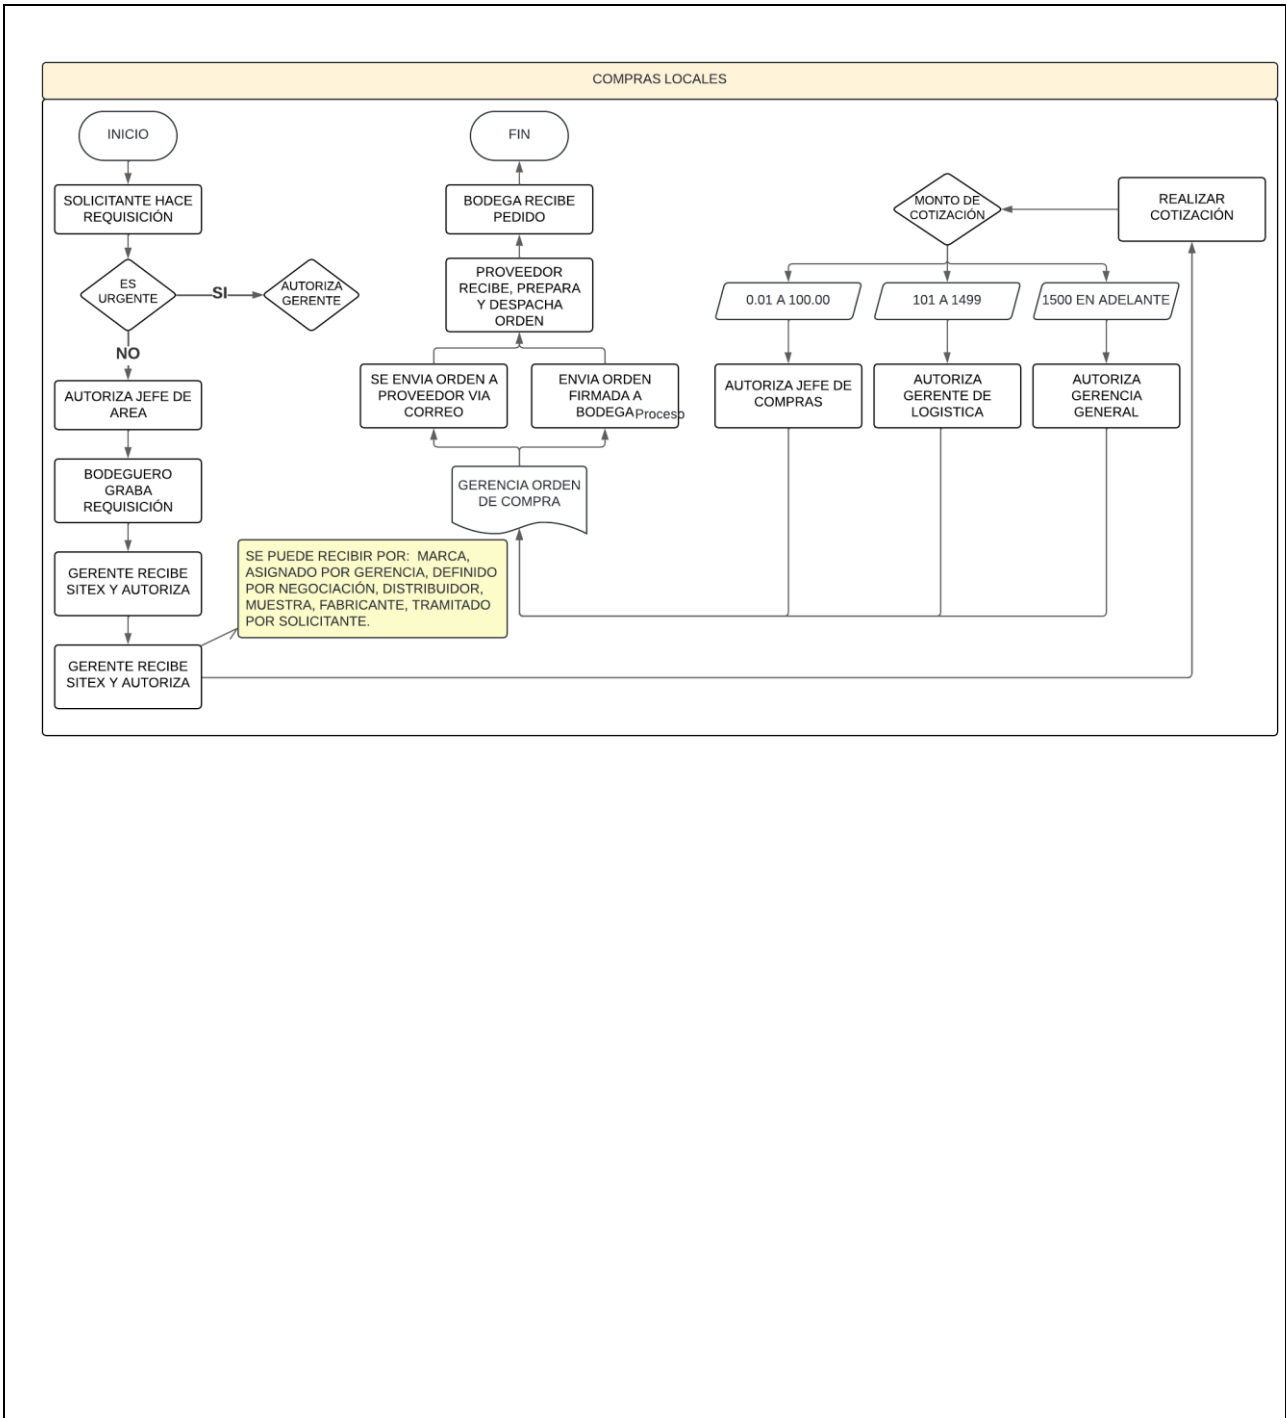 COMPRAS LOCALES
INICIO
SOLICITANTE HACE
REQUISICIÓN
ES
URGENTE
SI
AUTORIZA
GERENTE
NO
AUTORIZA JEFE DE
AREA
BODEGUERO
GRABA
REQUISICIÓN
GERENTE RECIBE
SITEX Y AUTORIZA
GERENTE RECIBE
SITEX Y AUTORIZA
SE PUEDE RECIBIR POR: MARCA,
ASIGNADO POR GERENCIA, DEFINIDO
POR NEGOCIACIÓN, DISTRIBUIDOR,
MUESTRA, FABRICANTE, TRAMITADO
POR SOLICITANTE.
FIN
BODEGA RECIBE
PEDIDO
PROVEEDOR
RECIBE, PREPARA
Y DESPACHA
ORDEN
SE ENVIA ORDEN A
PROVEEDOR VIA
CORREO
ENVIA ORDEN
FIRMADA A
BODEGA
Proceso
GERENCIA ORDEN
DE COMPRA
MONTO DE
COTIZACIÓN
REALIZAR
COTIZACIÓN
0.01 A 100.00
101 A 1499
1500 EN ADELANTE
AUTORIZA JEFE DE
COMPRAS
AUTORIZA
GERENTE DE
LOGISTICA
AUTORIZA
GERENCIA
GENERAL